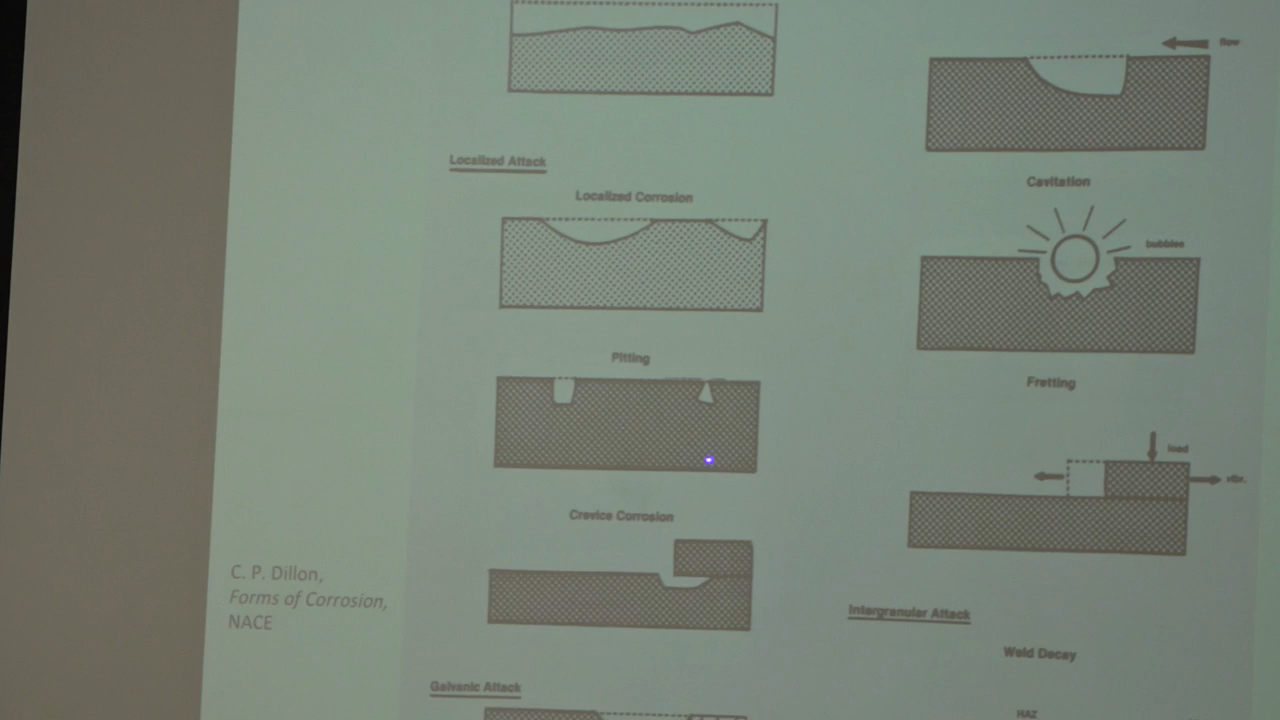 Localized Attack
Localized Corrosion
Pitting
Crevice Corrosion
Galvanic Attack
C. P. Dillon,
Forms of Corrosion,
NACE
flow
Cavitation
bubbles
Fretting
load
vibr.
Intergranular Attack
Weld Decay
HAZ